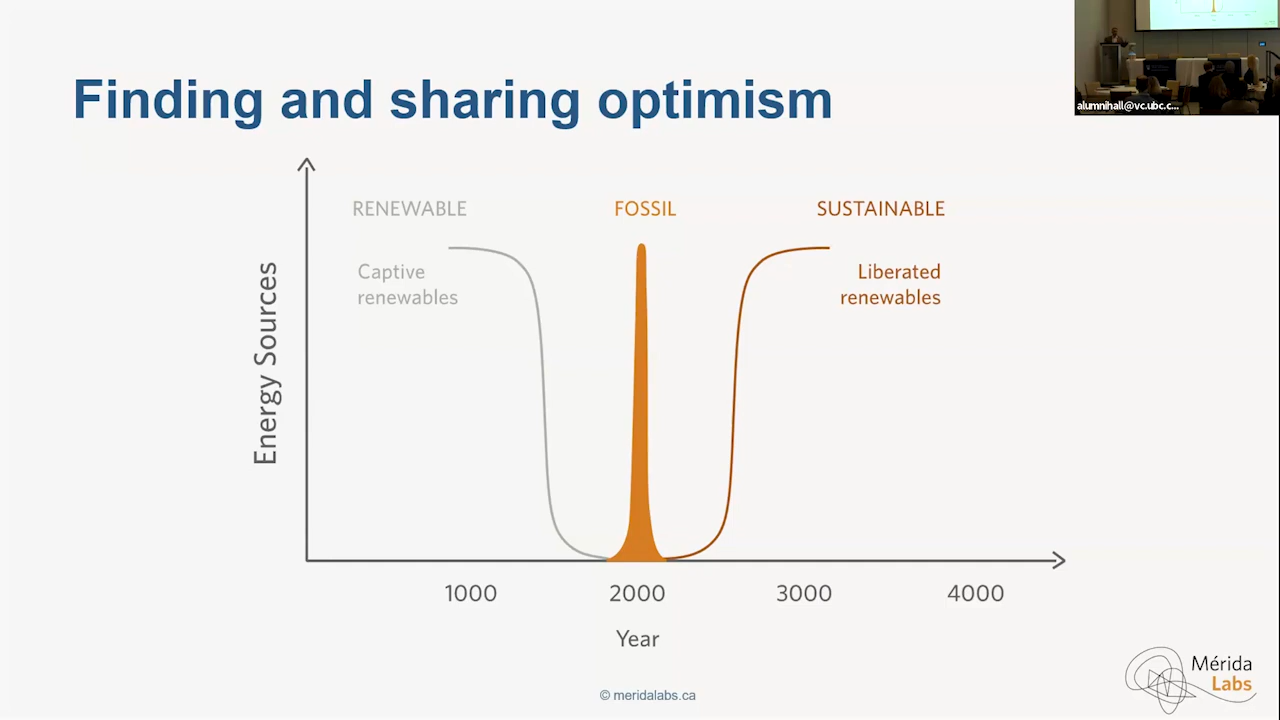 Finding and sharing optimism
alumnihall@vc.ubc.c...
RENEWABLE
FOSSIL
SUSTAINABLE
Captive
renewables
Liberated
renewables
Energy Sources
1000
2000
3000
4000
Year
© meridalabs.ca
Mérida
Labs